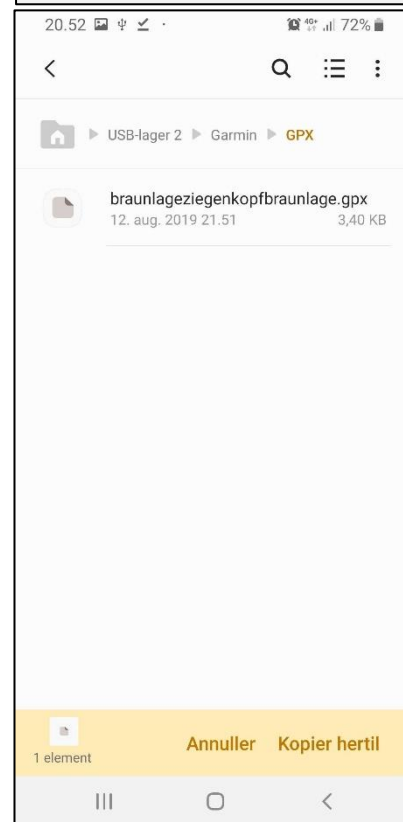 20.52
4G+
72%
USB-lager 2 Garmin GPX
braunlageziegenkopfbraunlage.gpx
12. aug. 2019 21.51 3,40 KB
1 element Annuller Kopier hertil